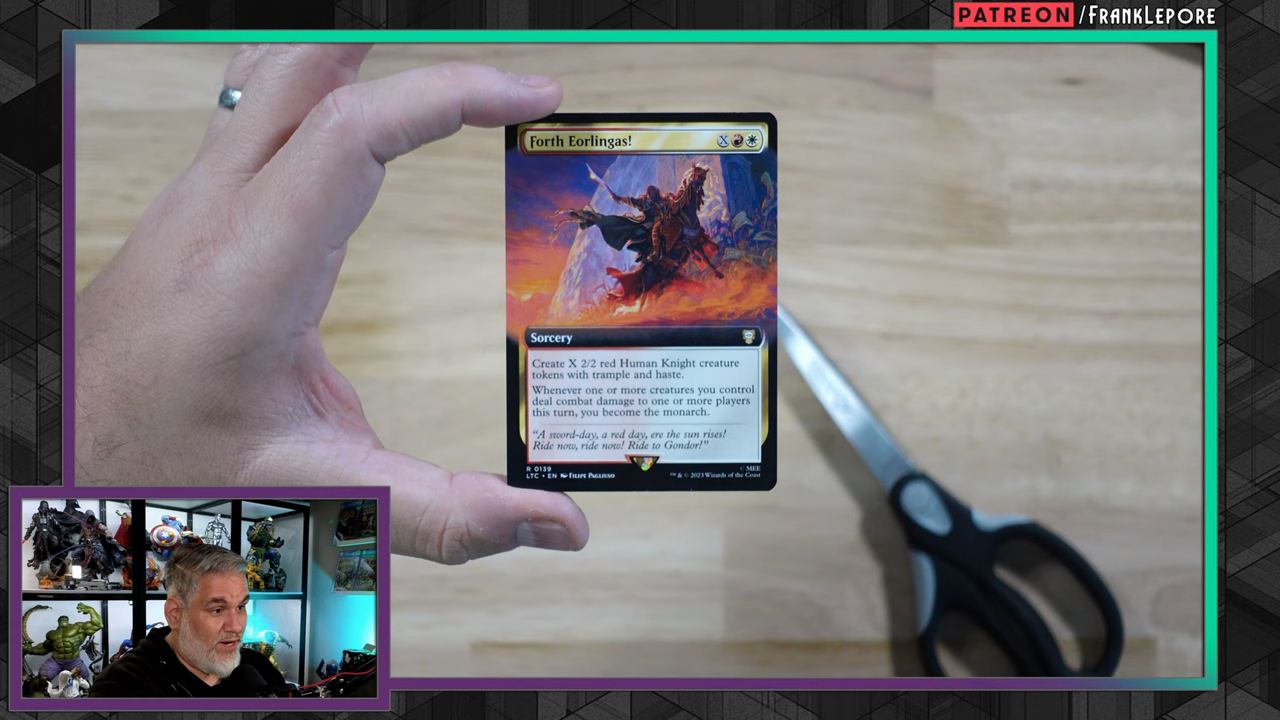 PATREON /FRANKLEPORE
Forth Eorlingas! X
Sorcery
Create X 2/2 red Human Knight creature
tokens with trample and haste.
Whenever one or more creatures you control
deal combat damage to one or more players
this turn, you become the monarch.
"A sword-day, a red day, ere the sun rises!
Ride now, ride now! Ride to Gondor!"
R 0139
LTC • EN FILIPE PAGLIUSO
© MEE
™ & © 2023 Wizards of the Coast